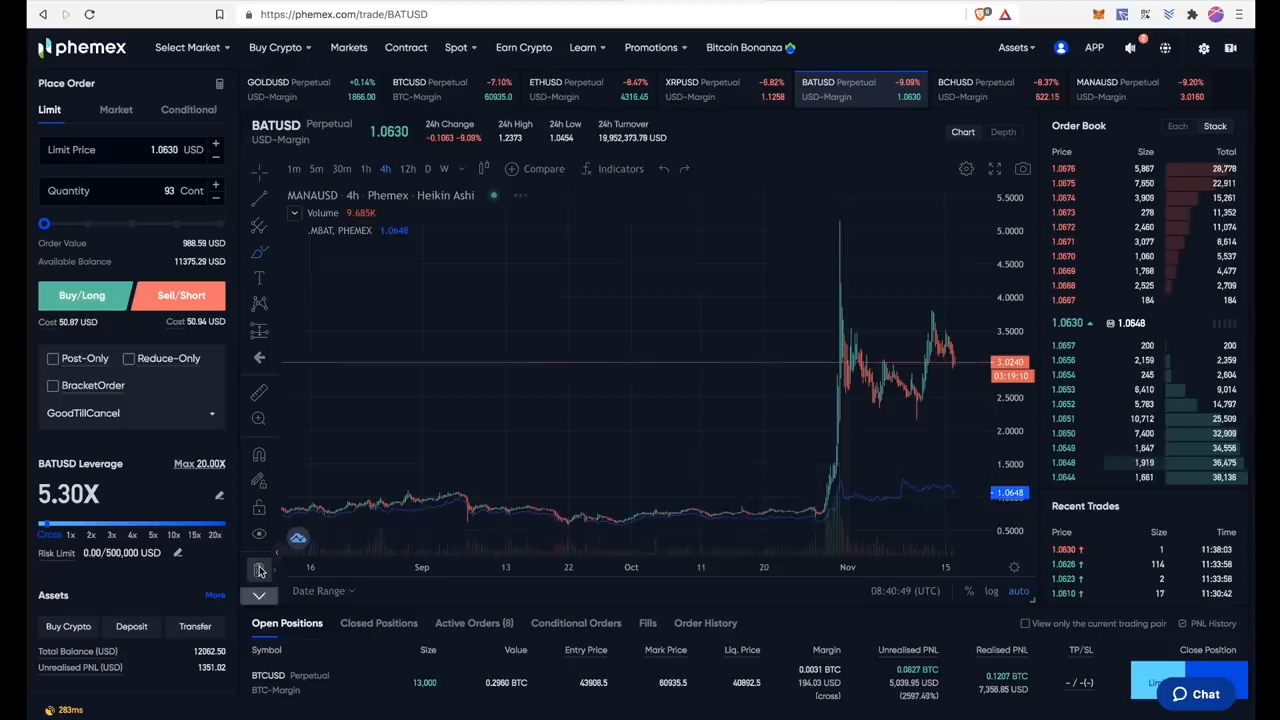 https://phemex.com/trade/BATUSD
phemex
Select Market
Buy Crypto
Markets
Contract
Spot
Earn Crypto
Learn
Promotions
Bitcoin Bonanza
Assets
APP
2
Place Order
Limit
Market
Conditional
Limit Price 1.0630 USD + −
Quantity 93 Cont + −
Order Value 988.59 USD
Available Balance 11375.29 USD
Buy/Long Sell/Short
Cost 50.87 USD Cost 50.94 USD
Post-Only Reduce-Only
BracketOrder
GoodTillCancel
BATUSD Leverage Max 20.00X
5.30X
Cross 1x 2x 3x 4x 5x 10x 15x 20x
Risk Limit 0.00/500,000 USD
Assets More
Buy Crypto Deposit Transfer
Total Balance (USD) 12062.50
Unrealised PNL (USD) 1351.02
283ms
GOLDUSD Perpetual +0.14%
USD-Margin 1866.00
BTCUSD Perpetual -7.10%
BTC-Margin 60935.0
ETHUSD Perpetual -8.47%
USD-Margin 4316.45
XRPUSD Perpetual -6.82%
USD-Margin 1.1258
BATUSD Perpetual -9.09%
USD-Margin 1.0630
BCHUSD Perpetual -8.37%
USD-Margin 622.15
MANAUSD Perpetual -9.20%
USD-Margin 3.0160
BATUSD Perpetual
USD-Margin
1.0630
24h Change
-0.1063 -9.09%
24h High
1.2373
24h Low
1.0454
24h Turnover
19,952,373.78 USD
Chart Depth
1m 5m 30m 1h 4h 12h D W Compare Indicators
MANAUSD · 4h · Phemex · Heikin Ashi
Volume 9.685K
.MBAT, PHEMEX 1.0648
5.5000
5.0000
4.5000
4.0000
3.5000
3.0240
03:19:10
2.5000
2.0000
1.5000
1.0648
0.5000
16 Sep 13 22 Oct 11 20 Nov 15
Date Range
08:40:49 (UTC) % log auto
Order Book Each Stack
Price Size Total
1.0676 5,867 28,778
1.0675 7,650 22,911
1.0674 3,909 15,261
1.0673 278 11,352
1.0672 2,460 11,074
1.0671 3,077 8,614
1.0670 1,060 5,537
1.0669 1,768 4,477
1.0668 2,525 2,709
1.0667 184 184
1.0630 M 1.0648
1.0657 200 200
1.0656 2,159 2,359
1.0654 245 2,604
1.0653 6,410 9,014
1.0652 5,783 14,797
1.0651 10,712 25,509
1.0650 7,400 32,909
1.0649 1,647 34,556
1.0648 1,919 36,475
1.0644 1,661 38,136
Recent Trades
Price Size Time
1.0630 ↑ 1 11:38:03
1.0626 ↑ 114 11:33:58
1.0623 ↑ 2 11:33:58
1.0610 ↑ 17 11:30:42
Open Positions Closed Positions Active Orders (8) Conditional Orders Fills Order History
View only the current trading pair PNL History
Symbol Size Value Entry Price Mark Price Liq. Price Margin Unrealised PNL Realised PNL TP/SL Close Position
BTCUSD Perpetual
BTC-Margin
13,000 0.2960 BTC 43908.5 60935.5 40892.5
0.0031 BTC
194.03 USD
(cross)
0.0827 BTC
5,039.95 USD
(2597.49%)
0.1207 BTC
7,356.85 USD
- / -(-)
Chat